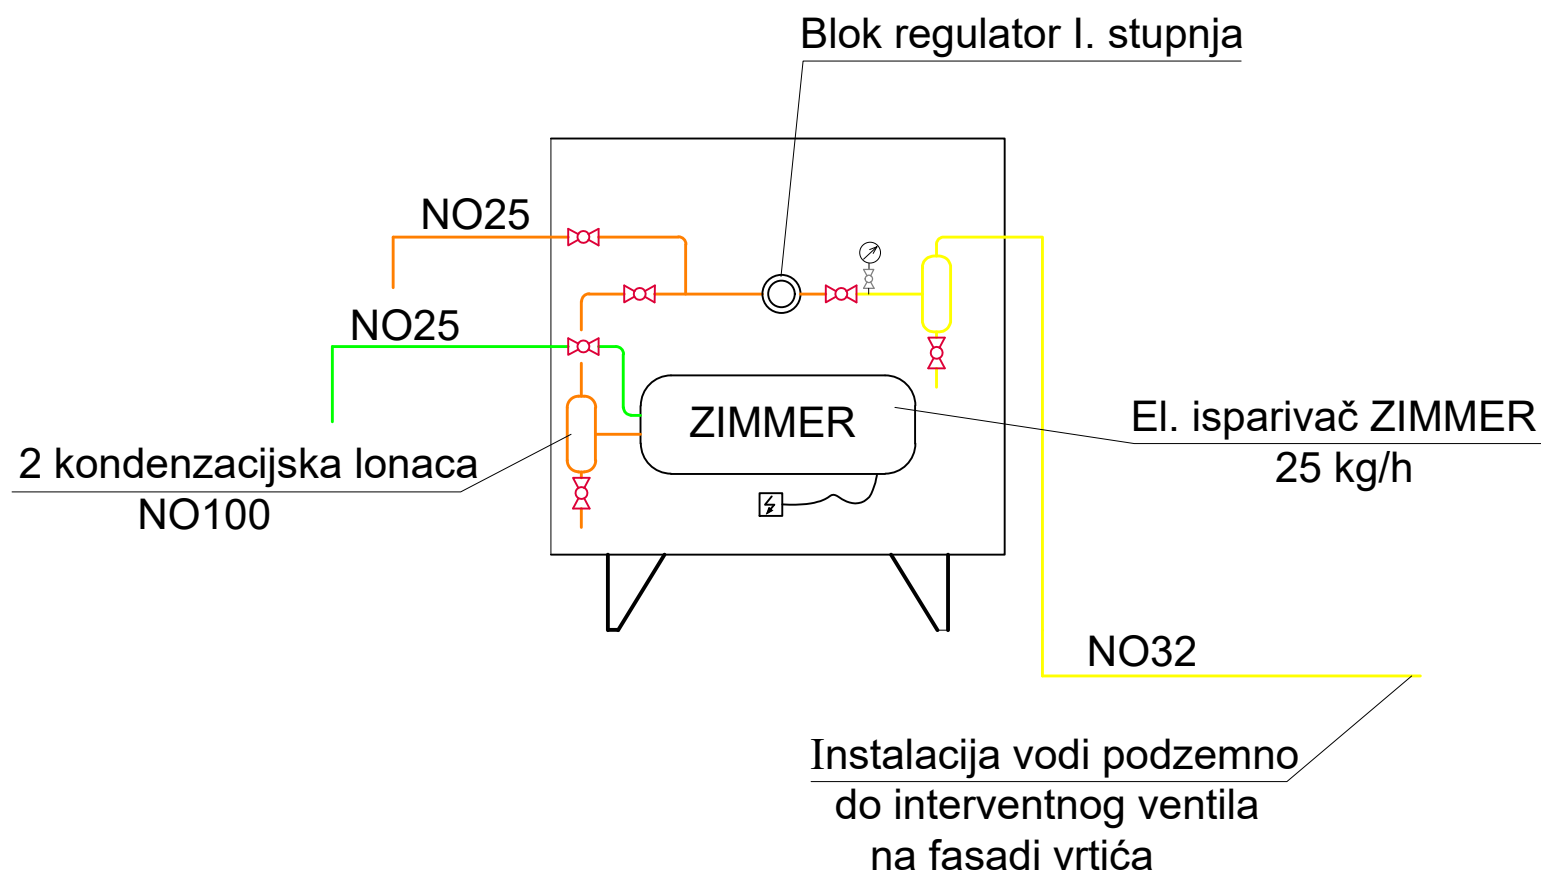 Blok regulator I. stupnja
NO25
NO25
ZIMMER
El. isparivač ZIMMER
25 kg/h
2 kondenzacijska lonaca
NO100
NO32
Instalacija vodi podzemno
do interventnog ventila
na fasadi vrtića